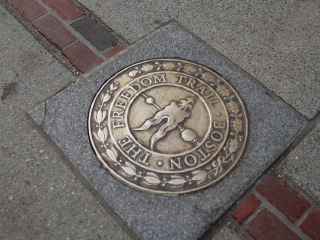 THE FREEDOM TRAIL · BOSTON ·